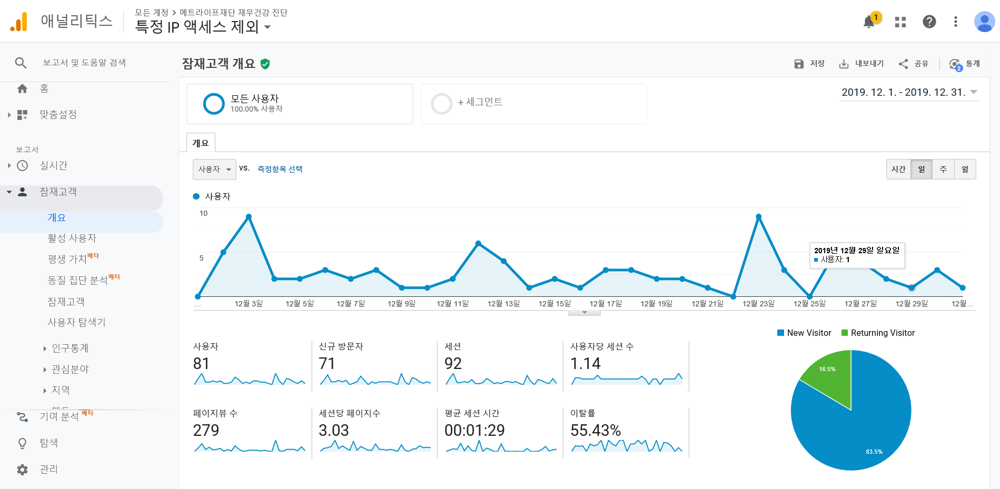 애널리틱스
모든 계정 > 메트라이프재단 재무건강 진단
특정 IP 액세스 제외
1
보고서 및 도움말 검색
홈
맞춤설정
보고서
실시간
잠재고객
개요
활성 사용자
평생 가치베타
동질 집단 분석베타
잠재고객
사용자 탐색기
인구통계
관심분야
지역
기여 분석 베타
탐색
관리
잠재고객 개요
저장
내보내기
공유
2
통계
모든 사용자
100.00% 사용자
+ 세그먼트
2019. 12. 1. - 2019. 12. 31.
개요
사용자
vs.
측정항목 선택
시간
일
주
월
사용자
10
5
2019년 12월 29일 일요일
사용자: 1
...
12월 3일
12월 5일
12월 7일
12월 9일
12월 11일
12월 13일
12월 15일
12월 17일
12월 19일
12월 21일
12월 23일
12월 25일
12월 27일
12월 29일
12월...
사용자
81
신규 방문자
71
세션
92
사용자당 세션 수
1.14
페이지뷰 수
279
세션당 페이지수
3.03
평균 세션 시간
00:01:29
이탈률
55.43%
New Visitor
Returning Visitor
16.5%
83.5%